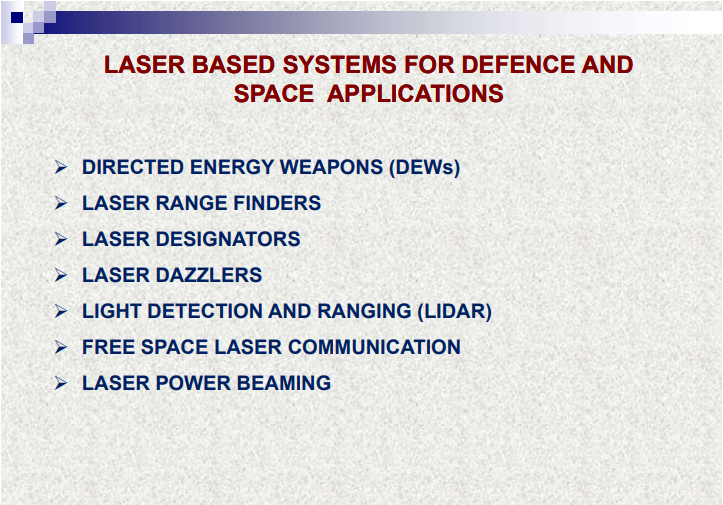 LASER BASED SYSTEMS FOR DEFENCE AND
SPACE APPLICATIONS
DIRECTED ENERGY WEAPONS (DEWs)
LASER RANGE FINDERS
LASER DESIGNATORS
LASER DAZZLERS
LIGHT DETECTION AND RANGING (LIDAR)
FREE SPACE LASER COMMUNICATION
LASER POWER BEAMING